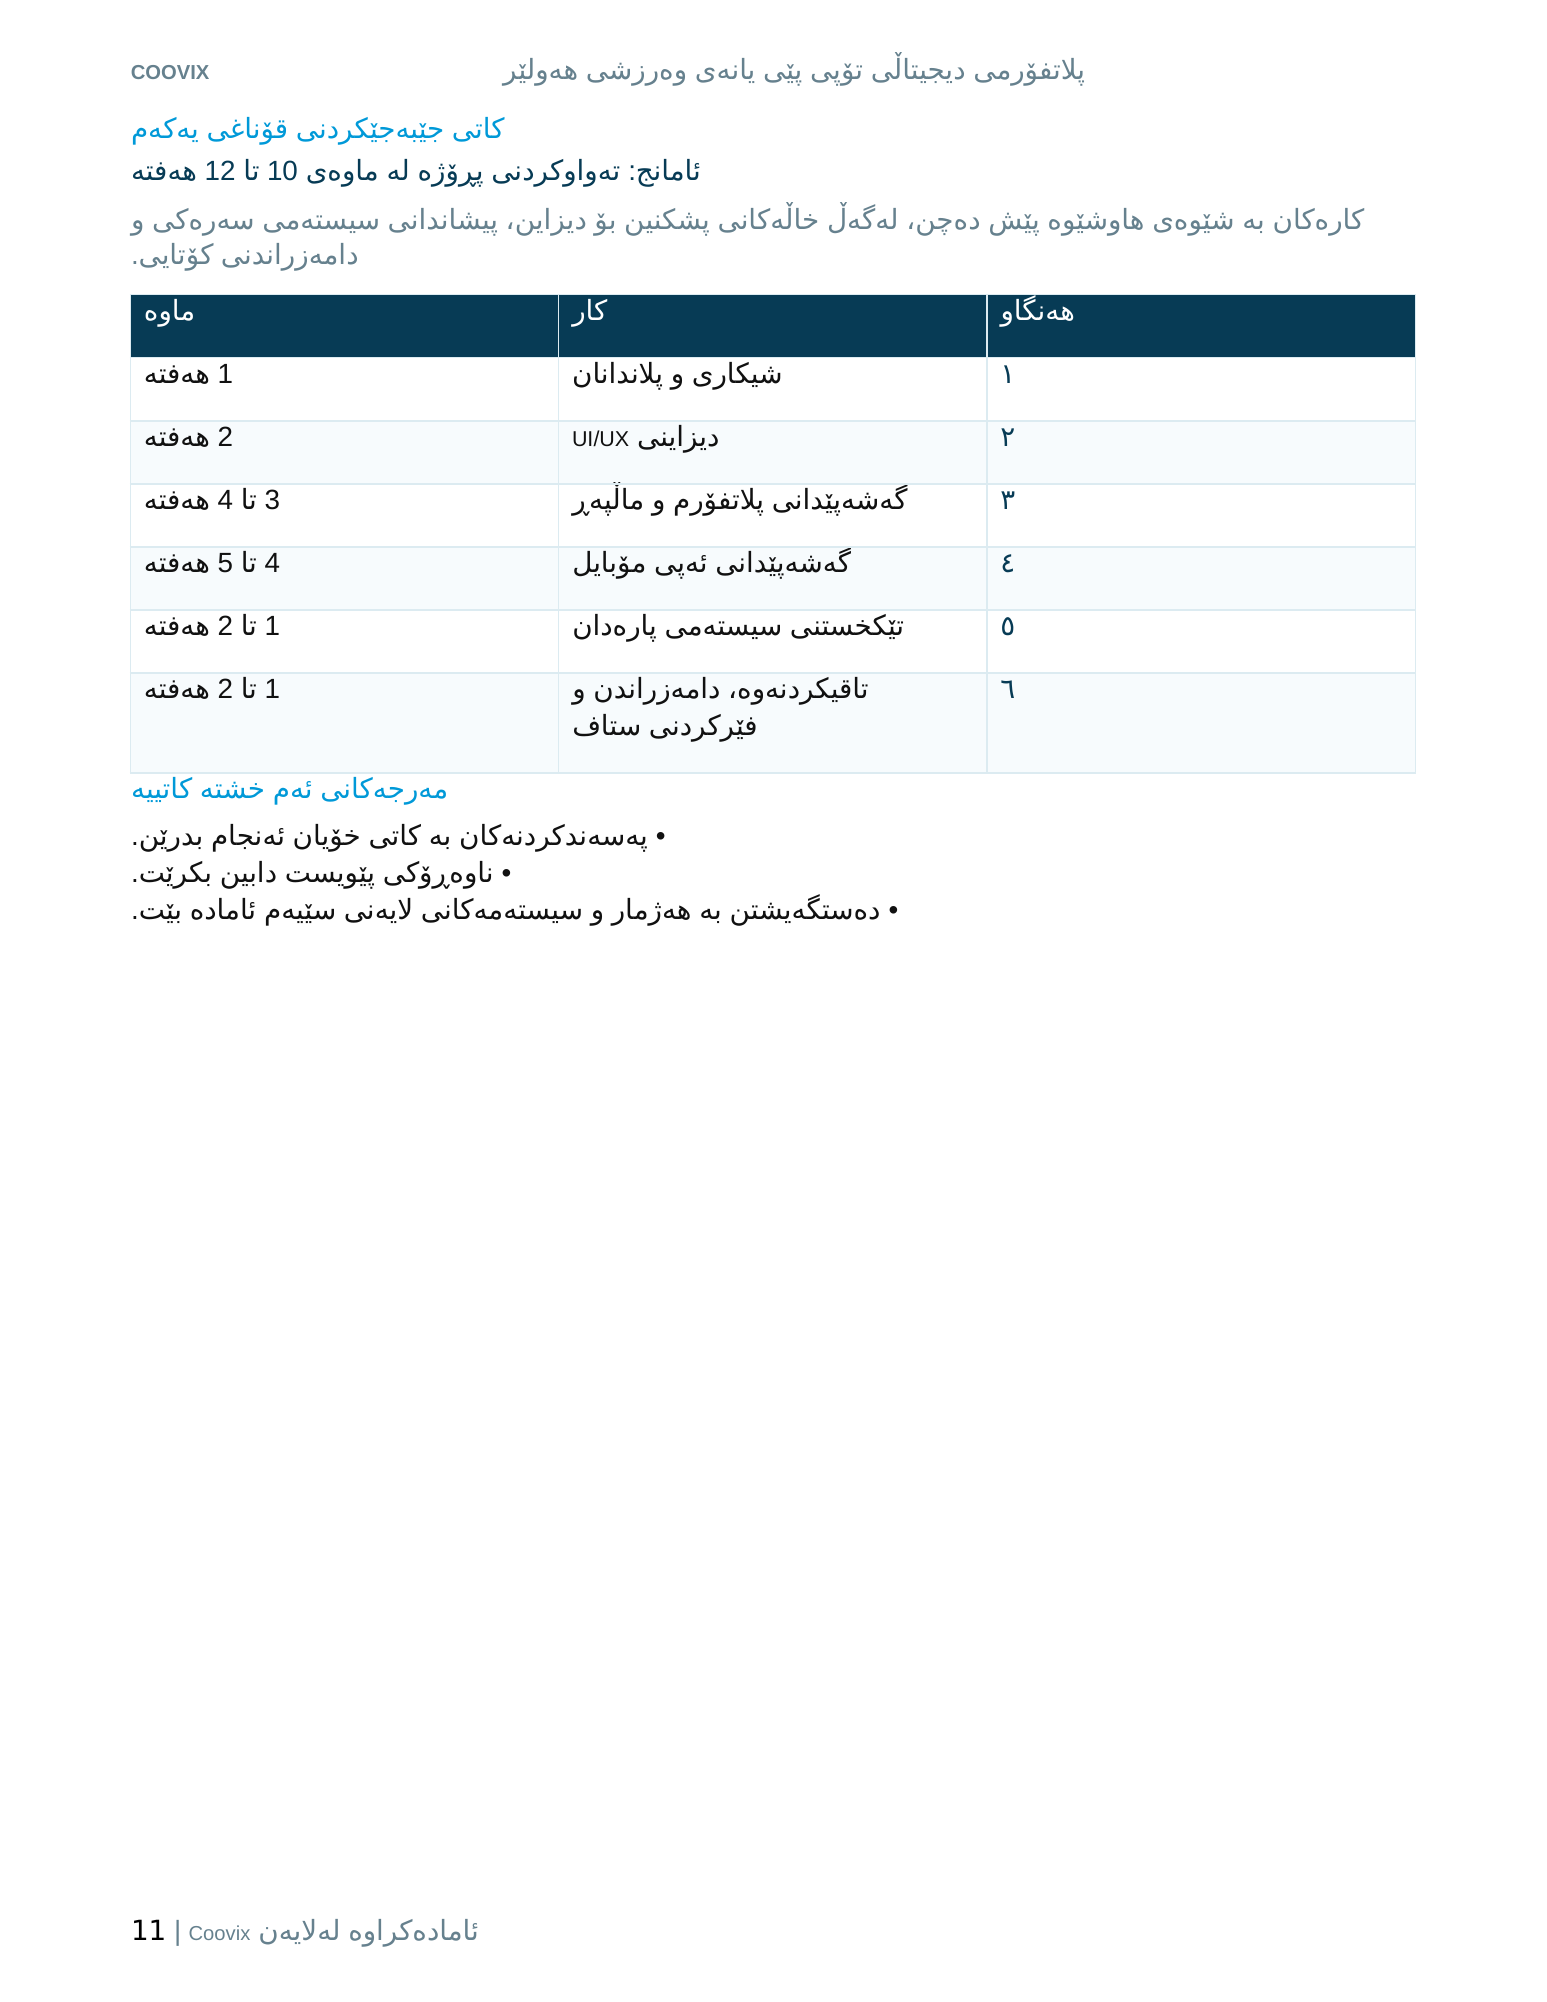 پلاتفۆرمی دیجیتاڵی تۆپی پێی یانەی وەرزشی هەولێر
COOVIX
کاتی جێبەجێکردنی قۆناغی یەکەم
ئامانج: تەواوکردنی پڕۆژە لە ماوەی 10 تا 12 هەفتە
کارەکان بە شێوەی هاوشێوە پێش دەچن، لەگەڵ خاڵەکانی پشکنین بۆ دیزاین، پیشاندانی سیستەمی سەرەکی و
دامەزراندنی کۆتایی.
هەنگاو کار ماوە
١ شیکاری و پلاندانان 1 هەفتە
٢ دیزاینی UI/UX 2 هەفتە
٣ گەشەپێدانی پلاتفۆرم و ماڵپەڕ 3 تا 4 هەفتە
٤ گەشەپێدانی ئەپی مۆبایل 4 تا 5 هەفتە
٥ تێکخستنی سیستەمی پارەدان 1 تا 2 هەفتە
٦ تاقیکردنەوە، دامەزراندن و 1 تا 2 هەفتە
فێرکردنی ستاف
مەرجەکانی ئەم خشتە کاتییە
• پەسەندکردنەکان بە کاتی خۆیان ئەنجام بدرێن.
• ناوەڕۆکی پێویست دابین بکرێت.
• دەستگەیشتن بە هەژمار و سیستەمەکانی لایەنی سێیەم ئامادە بێت.
ئامادەکراوە لەلایەن Coovix | 11